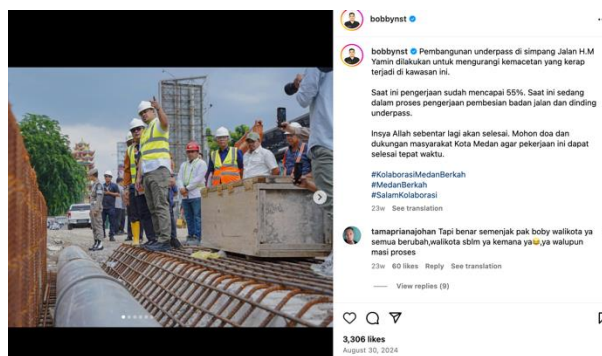 bobbynst
bobbynst Pembangunan underpass di simpang Jalan H.M
Yamin dilakukan untuk mengurangi kemacetan yang kerap
terjadi di kawasan ini.
Saat ini pengerjaan sudah mencapai 55%. Saat ini sedang
dalam proses pengerjaan pembesian badan jalan dan dinding
underpass.
Insya Allah sebentar lagi akan selesai. Mohon doa dan
dukungan masyarakat Kota Medan agar pekerjaan ini dapat
selesai tepat waktu.
#KolaborasiMedanBerkah
#MedanBerkah
#SalamKolaborasi
23w See translation
tamaprianajohan Tapi benar semenjak pak boby walikota ya
semua berubah,walikota sblm ya kemana ya😂,ya walupun
masi proses
23w 60 likes Reply See translation
View replies (9)
3,306 likes
August 30, 2024